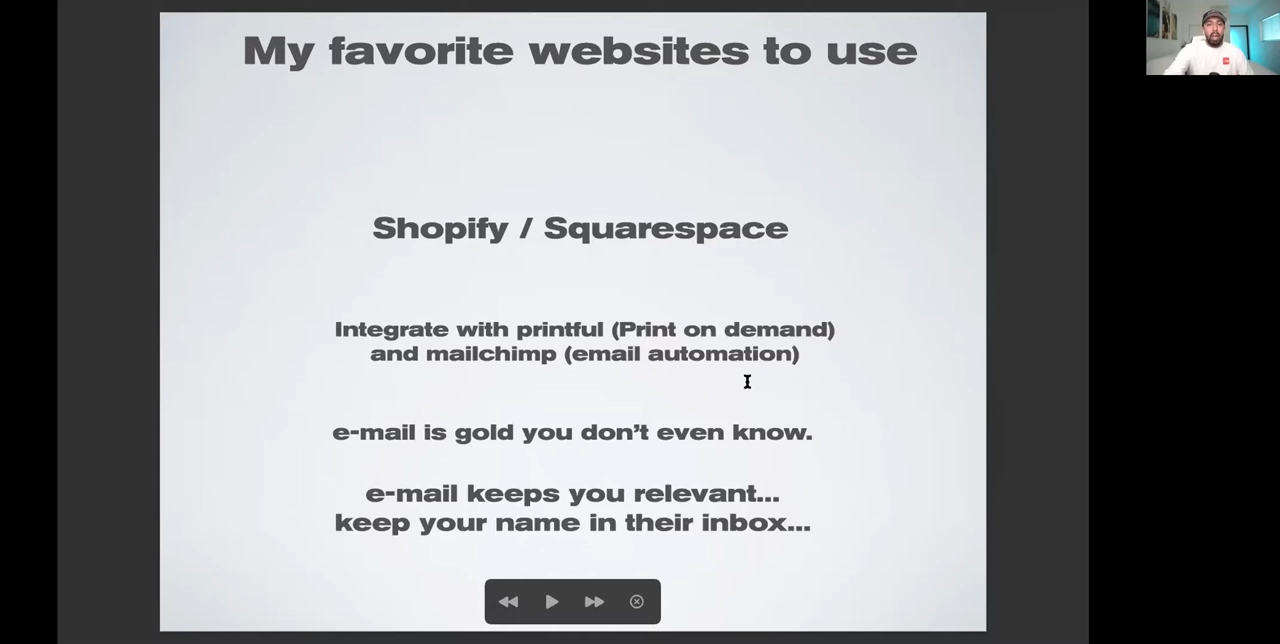 My favorite websites to use
Shopify / Squarespace
Integrate with printful (Print on demand)
and mailchimp (email automation)
e-mail is gold you don’t even know.
e-mail keeps you relevant...
keep your name in their inbox...